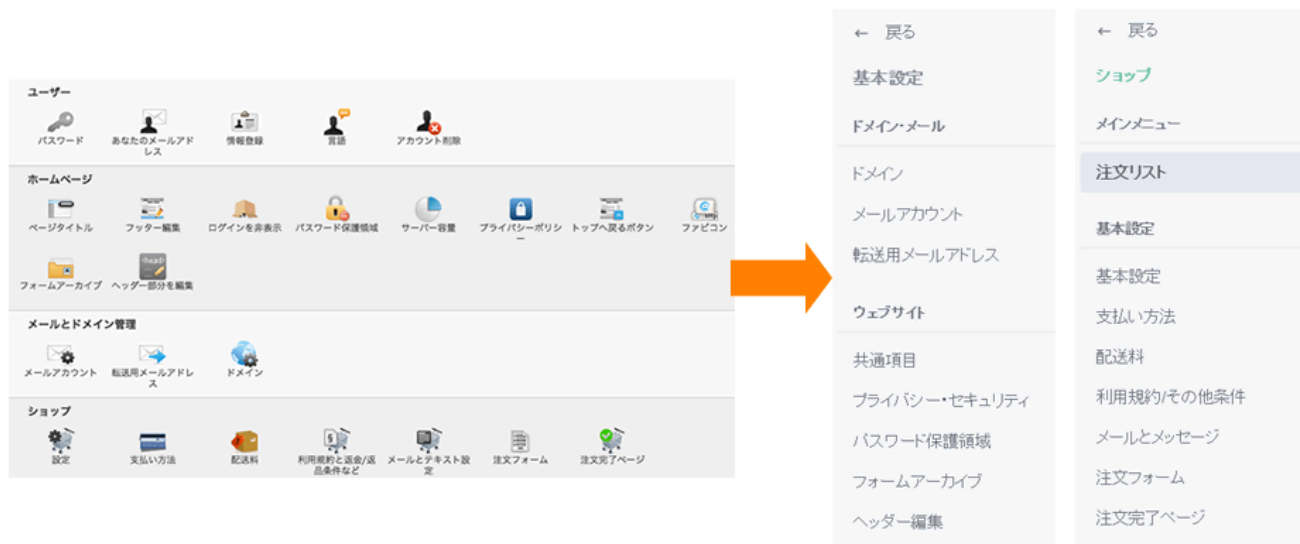 ユーザー
パスワード
あなたのメールアド
レス
情報登録
言語
アカウント削除
ホームページ
ページタイトル
フッター編集
ログインを非表示
パスワード保護領域
サーバー容量
プライバシーポリシ
ー
トップへ戻るボタン
ファビコン
フォームアーカイブ
<head>
ヘッダー部分を編集
メールとドメイン管理
メールアカウント
転送用メールアドレ
ス
ドメイン
ショップ
設定
支払い方法
配送料
利用規約と返金/返
品条件など
メールとテキスト設
定
注文フォーム
注文完了ページ
← 戻る
基本設定
ドメイン・メール
ドメイン
メールアカウント
転送用メールアドレス
ウェブサイト
共通項目
プライバシー・セキュリティ
パスワード保護領域
フォームアーカイブ
ヘッダー編集
← 戻る
ショップ
メインメニュー
注文リスト
基本設定
基本設定
支払い方法
配送料
利用規約/その他条件
メールとメッセージ
注文フォーム
注文完了ページ